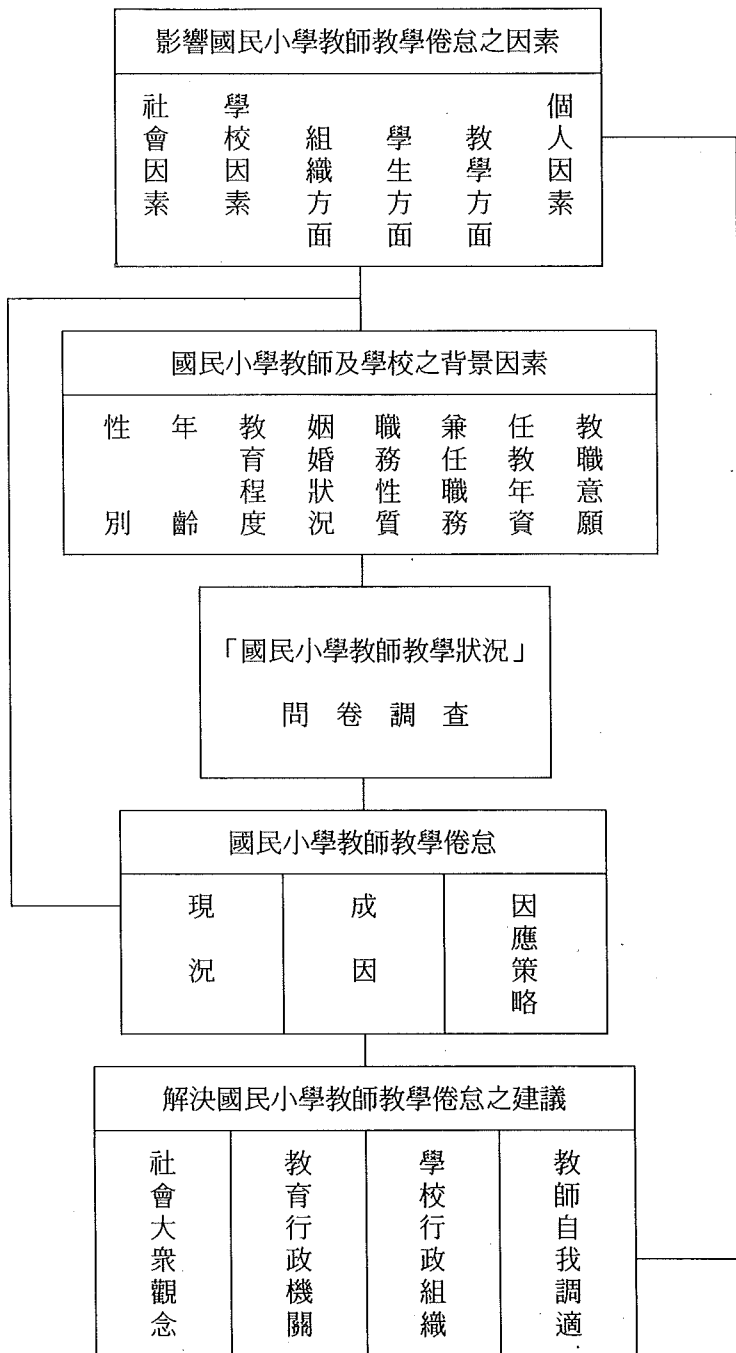 影響國民小學教師教學倦怠之因素
社會因素
學校因素
組織方面
學生方面
教學方面
個人因素
國民小學教師及學校之背景因素
性別
年齡
教育程度
姻婚狀況
職務性質
兼任職務
任教年資
教職意願
「國民小學教師教學狀況」
問卷調查
國民小學教師教學倦怠
現況
成因
因應策略
解決國民小學教師教學倦怠之建議
社會大眾觀念
教育行政機關
學校行政組織
教師自我調適